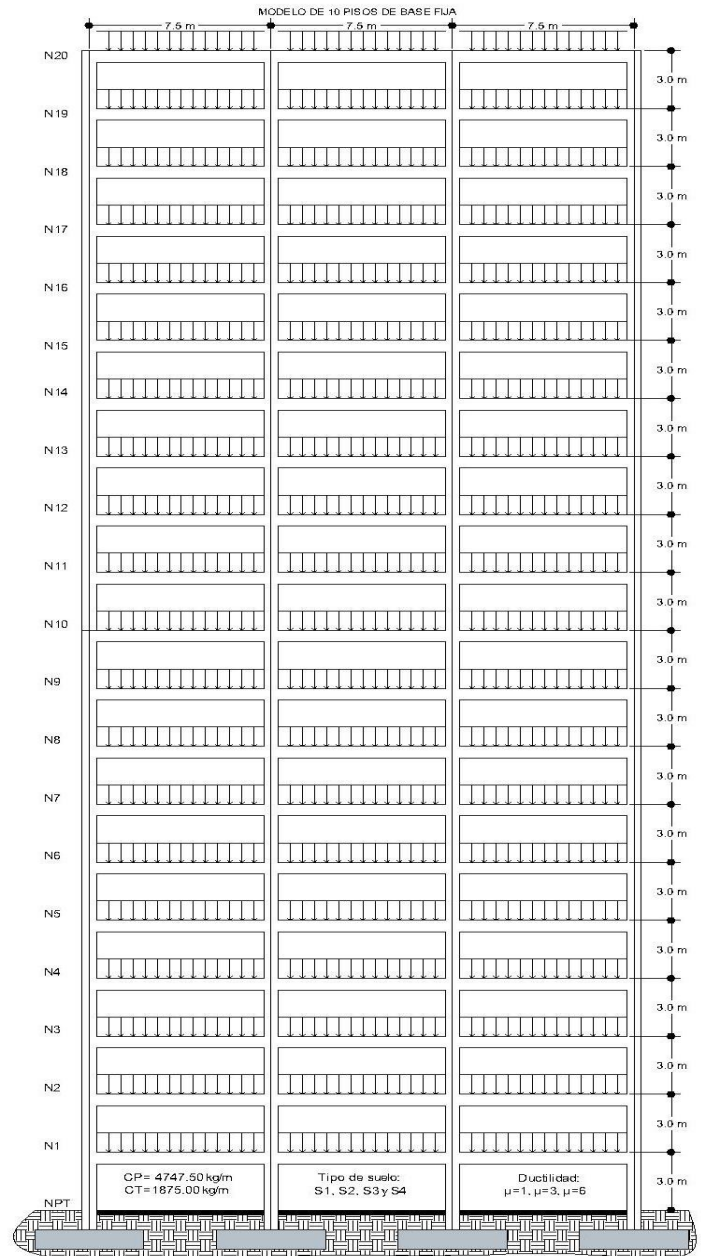 MODELO DE 10 PISOS DE BASE FIJA
7.5 m 7.5 m 7.5 m
N20
3.0 m
N19
3.0 m
N18
3.0 m
N17
3.0 m
N16
3.0 m
N15
3.0 m
N14
3.0 m
N13
3.0 m
N12
3.0 m
N11
3.0 m
N10
3.0 m
N9
3.0 m
N8
3.0 m
N7
3.0 m
N6
3.0 m
N5
3.0 m
N4
3.0 m
N3
3.0 m
N2
3.0 m
N1
CP= 4747.50 kg/m Tipo de suelo: Ductilidad:
CT=1875.00 kg/m S1, S2, S3 y S4 µ=1, µ=3, µ=6
3.0 m
NPT